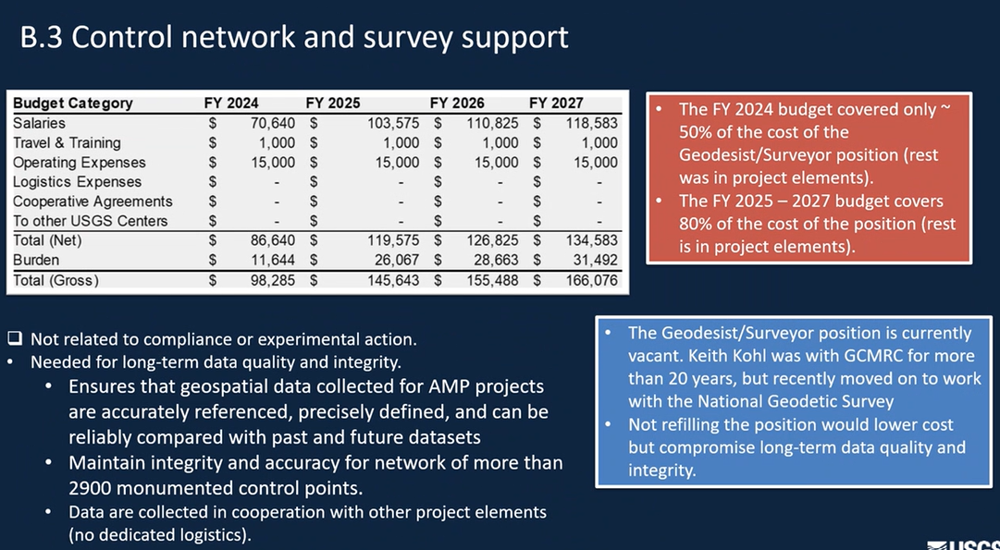 B.3 Control network and survey support
Budget Category FY 2024 FY 2025 FY 2026 FY 2027
Salaries $ 70,640 $ 103,575 $ 110,825 $ 118,583
Travel & Training $ 1,000 $ 1,000 $ 1,000 $ 1,000
Operating Expenses $ 15,000 $ 15,000 $ 15,000 $ 15,000
Logistics Expenses $ - $ - $ - $ -
Cooperative Agreements $ - $ - $ - $ -
To other USGS Centers $ - $ - $ - $ -
Total (Net) $ 86,640 $ 119,575 $ 126,825 $ 134,583
Burden $ 11,644 $ 26,067 $ 28,663 $ 31,492
Total (Gross) $ 98,285 $ 145,643 $ 155,488 $ 166,076
• The FY 2024 budget covered only ~
50% of the cost of the
Geodesist/Surveyor position (rest
was in project elements).
• The FY 2025 – 2027 budget covers
80% of the cost of the position (rest
is in project elements).
❑ Not related to compliance or experimental action.
• Needed for long-term data quality and integrity.
• Ensures that geospatial data collected for AMP projects
are accurately referenced, precisely defined, and can be
reliably compared with past and future datasets
• Maintain integrity and accuracy for network of more than
2900 monumented control points.
• Data are collected in cooperation with other project elements
(no dedicated logistics).
• The Geodesist/Surveyor position is currently
vacant. Keith Kohl was with GCMRC for more
than 20 years, but recently moved on to work
with the National Geodetic Survey
• Not refilling the position would lower cost
but compromise long-term data quality and
integrity.
USGS